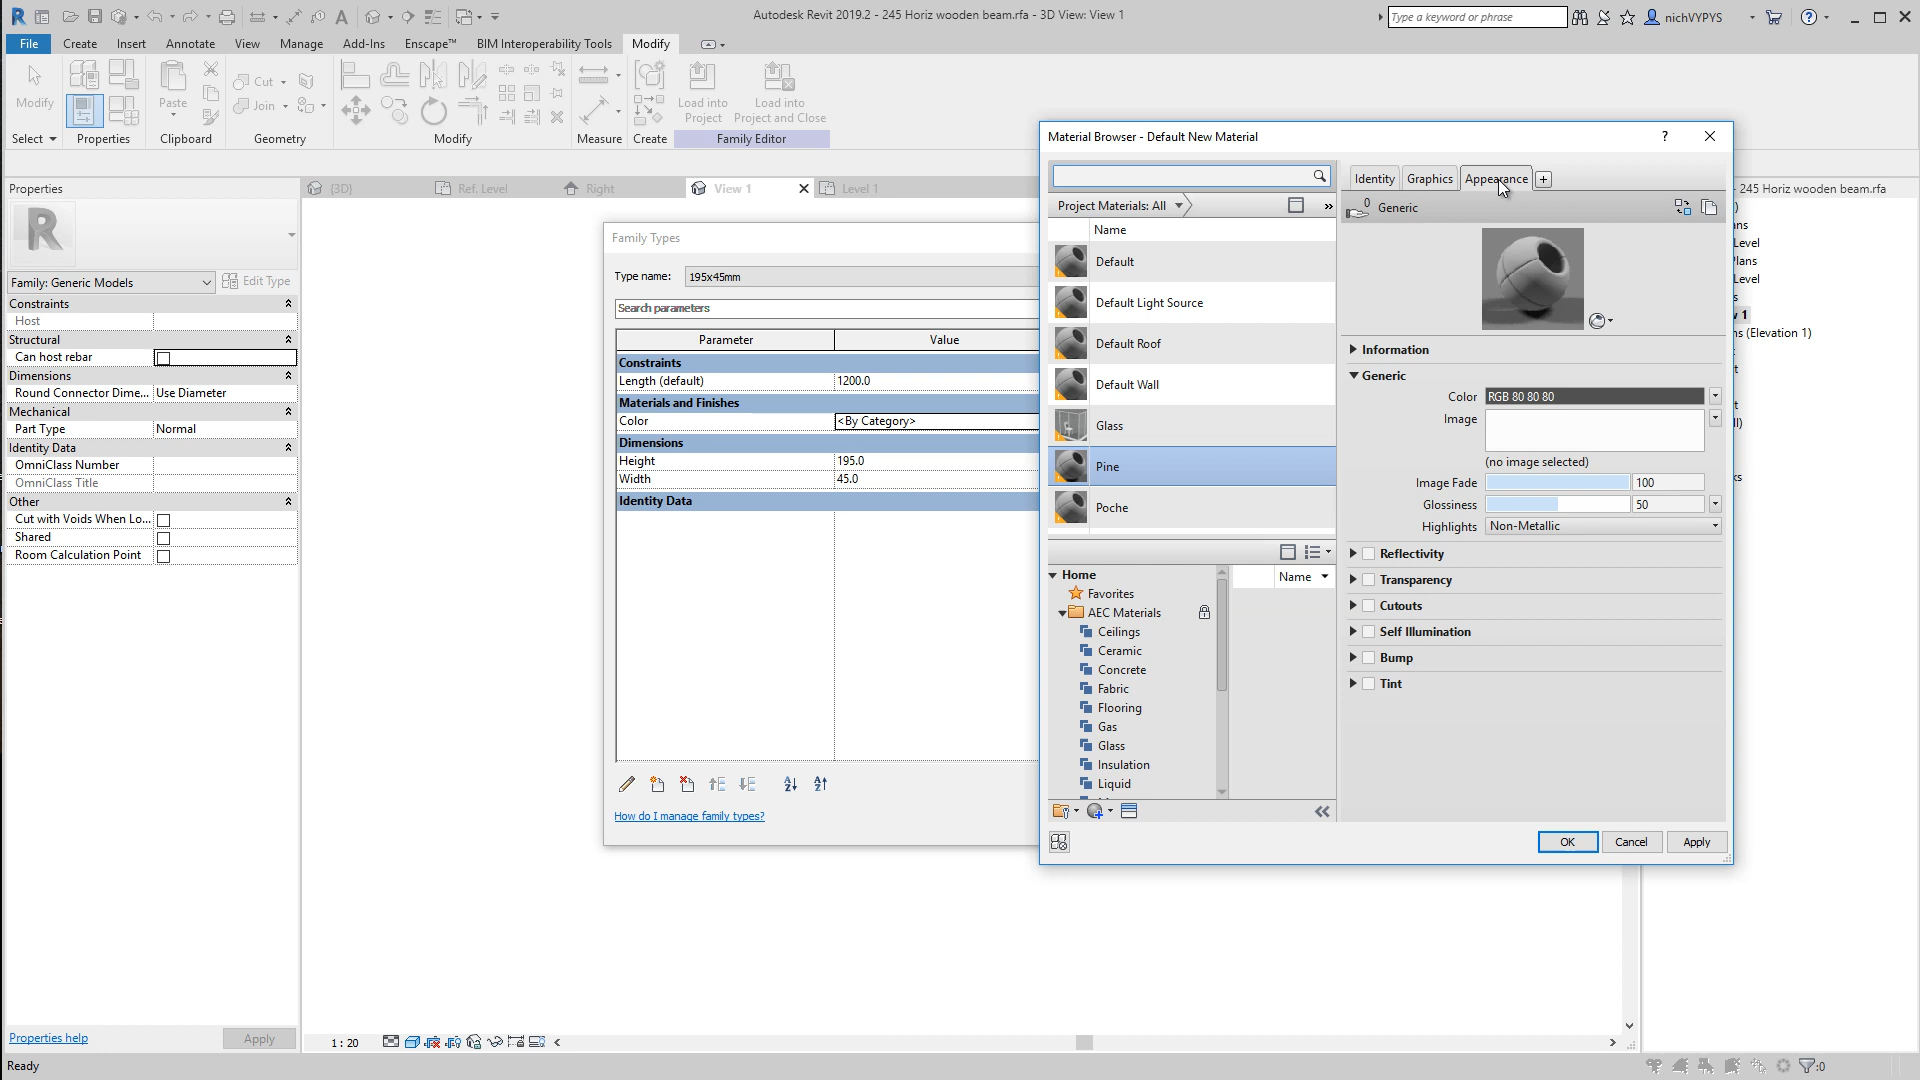 Autodesk Revit 2019.2 - 245 Horiz wooden beam.rfa - 3D View: View 1
Type a keyword or phrase
nichVYPYS
File Create Insert Annotate View Manage Add-Ins Enscape™ BIM Interoperability Tools Modify
Modify
Paste
Cut
Join
Load into Project
Load into Project and Close
Select Properties Clipboard Geometry Modify Measure Create Family Editor
Properties
{3D} Ref. Level Right View 1 Level 1
Family: Generic Models
Edit Type
Constraints
Host
Structural
Can host rebar
Dimensions
Round Connector Dime... Use Diameter
Mechanical
Part Type Normal
Identity Data
OmniClass Number
OmniClass Title
Other
Cut with Voids When Lo...
Shared
Room Calculation Point
Properties help
Apply
Family Types
Type name: 195x45mm
Search parameters
Parameter Value
Constraints
Length (default) 1200.0
Materials and Finishes
Color <By Category>
Dimensions
Height 195.0
Width 45.0
Identity Data
How do I manage family types?
Material Browser - Default New Material
?
Project Materials: All
Name
Default
Default Light Source
Default Roof
Default Wall
Glass
Pine
Poche
Home
Favorites
AEC Materials
Ceilings
Ceramic
Concrete
Fabric
Flooring
Gas
Glass
Insulation
Liquid
Name
Identity Graphics Appearance
0 Generic
Information
Generic
Color RGB 80 80 80
Image
(no image selected)
Image Fade 100
Glossiness 50
Highlights Non-Metallic
Reflectivity
Transparency
Cutouts
Self Illumination
Bump
Tint
OK Cancel Apply
- 245 Horiz wooden beam.rfa
)
ans
Level
Plans
Level
s
v 1
ns (Elevation 1)
t
t
ll)
ks
1 : 20
Ready
:0